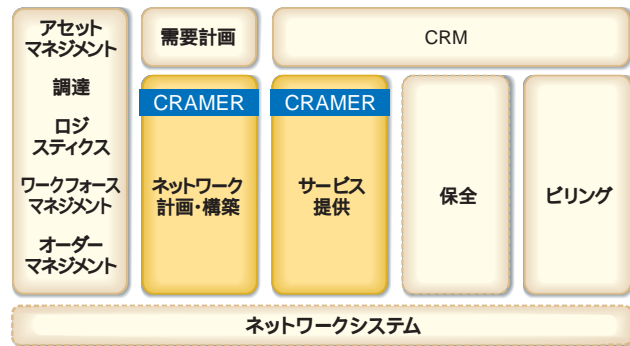 アセット
マネジメント
調達
ロジ
スティクス
ワークフォース
マネジメント
オーダー
マネジメント
需要計画
CRM
CRAMER
ネットワーク
計画・構築
CRAMER
サービス
提供
保全
ビリング
ネットワークシステム